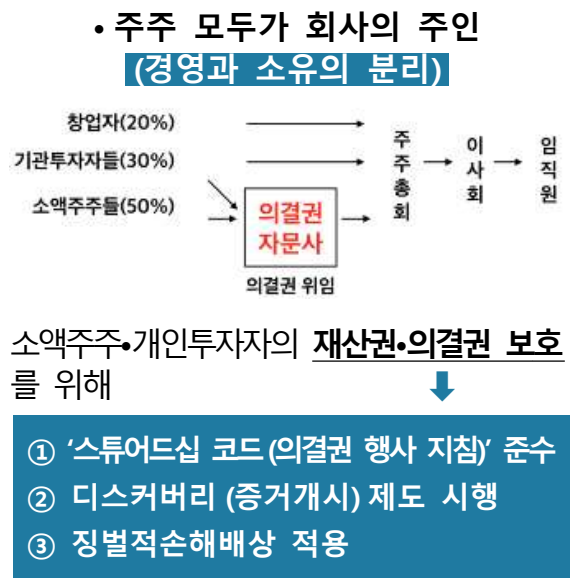 • 주주 모두가 회사의 주인
(경영과 소유의 분리)
창업자(20%)
기관투자자들(30%)
소액주주들(50%)
의결권
자문사
의결권 위임
주주총회
이사회
임직원
소액주주•개인투자자의 재산권•의결권 보호
를 위해
① ‘스튜어드십 코드 (의결권 행사 지침)’ 준수
② 디스커버리 (증거개시) 제도 시행
③ 징벌적손해배상 적용